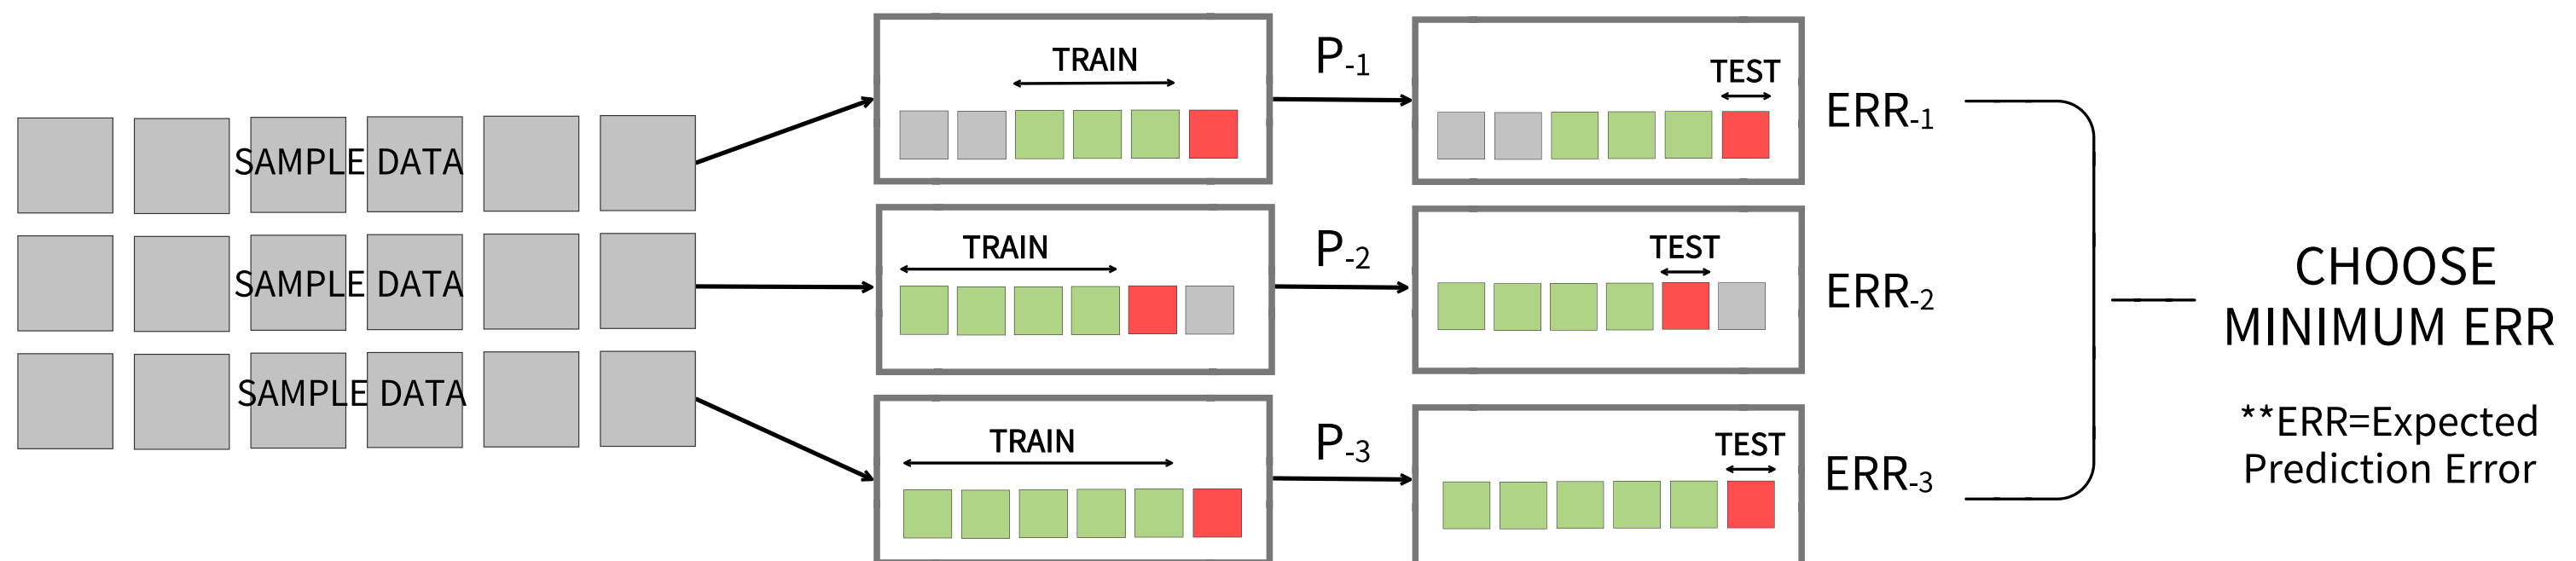 SAMPLE DATA
TRAIN
P-1
TEST
ERR-1
SAMPLE DATA
TRAIN
P-2
TEST
ERR-2
SAMPLE DATA
TRAIN
P-3
TEST
ERR-3
CHOOSE
MINIMUM ERR
**ERR=Expected
Prediction Error